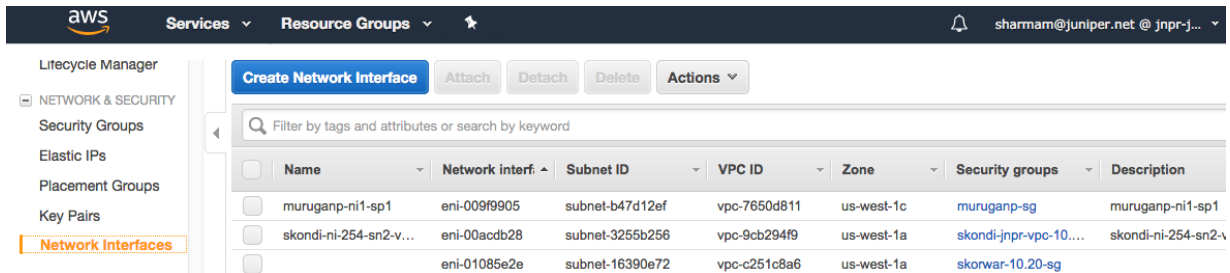 aws Services Resource Groups sharmam@juniper.net @ jnpr-j...
Lifecycle Manager
NETWORK & SECURITY
Security Groups
Elastic IPs
Placement Groups
Key Pairs
Network Interfaces
Create Network Interface Attach Detach Delete Actions
Filter by tags and attributes or search by keyword
Name Network interf Subnet ID VPC ID Zone Security groups Description
muruganp-ni1-sp1 eni-009f9905 subnet-b47d12ef vpc-7650d811 us-west-1c muruganp-sg muruganp-ni1-sp1
skondi-ni-254-sn2-v... eni-00acdb28 subnet-3255b256 vpc-9cb294f9 us-west-1a skondi-jnpr-vpc-10.... skondi-ni-254-sn2-v
eni-01085e2e subnet-16390e72 vpc-c251c8a6 us-west-1a skorwar-10.20-sg